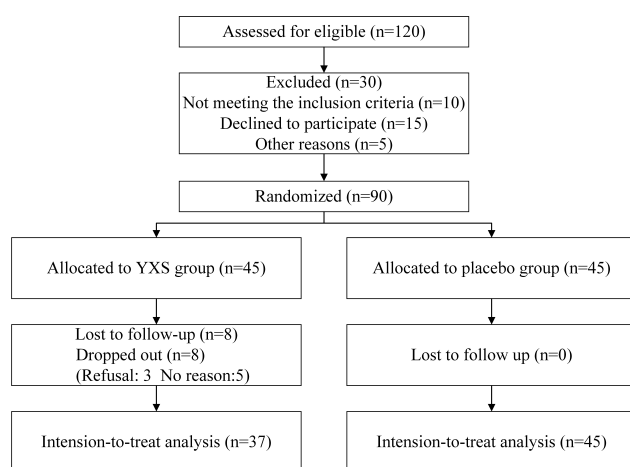 Assessed for eligible (n=120)
Excluded (n=30)
Not meeting the inclusion criteria (n=10)
Declined to participate (n=15)
Other reasons (n=5)
Randomized (n=90)
Allocated to YXS group (n=45)
Allocated to placebo group (n=45)
Lost to follow-up (n=8)
Dropped out (n=8)
(Refusal: 3 No reason:5)
Lost to follow up (n=0)
Intension-to-treat analysis (n=37)
Intension-to-treat analysis (n=45)